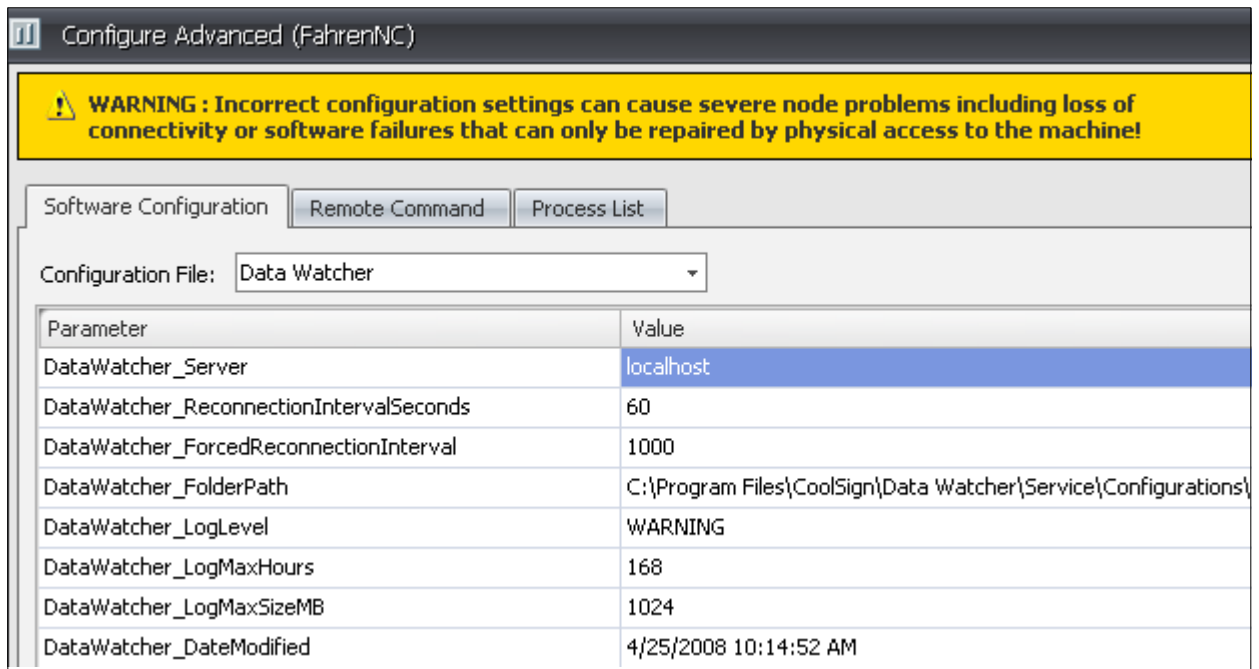 Configure Advanced (FahrenNC)
WARNING : Incorrect configuration settings can cause severe node problems including loss of
connectivity or software failures that can only be repaired by physical access to the machine!
Software Configuration Remote Command Process List
Configuration File: Data Watcher
Parameter Value
DataWatcher_Server localhost
DataWatcher_ReconnectionIntervalSeconds 60
DataWatcher_ForcedReconnectionInterval 1000
DataWatcher_FolderPath C:\Program Files\CoolSign\Data Watcher\Service\Configurations\
DataWatcher_LogLevel WARNING
DataWatcher_LogMaxHours 168
DataWatcher_LogMaxSizeMB 1024
DataWatcher_DateModified 4/25/2008 10:14:52 AM